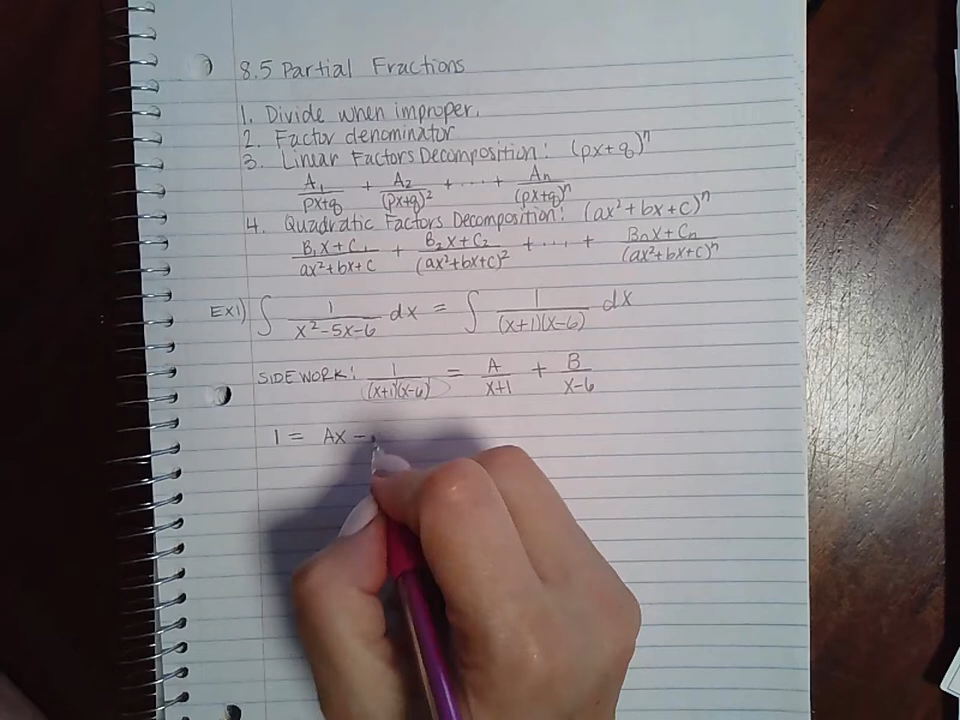 8.5 Partial Fractions
1. Divide when improper.
2. Factor denominator
3. Linear Factors Decomposition: (px+q)^n
A₁/(px+q) + A₂/(px+q)² + ... + Aₙ/(px+q)^n
4. Quadratic Factors Decomposition: (ax²+bx+c)^n
(B₁x+C₁)/(ax²+bx+c) + (B₂x+C₂)/(ax²+bx+c)² + ... + (Bₙx+Cₙ)/(ax²+bx+c)^n
EX1) ∫ 1/(x²-5x-6) dx = ∫ 1/((x+1)(x-6)) dx
SIDEWORK: 1/((x+1)(x-6)) = A/(x+1) + B/(x-6)
1 = Ax -